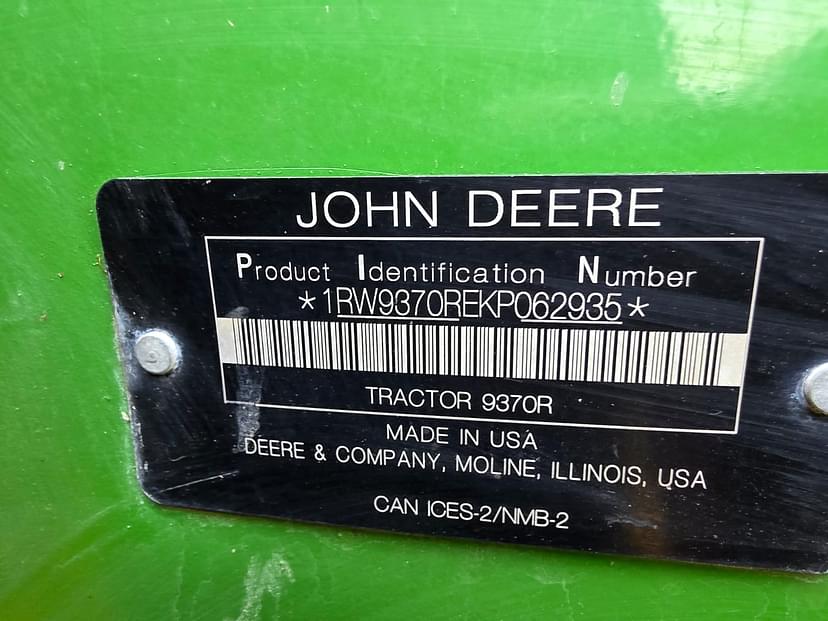 JOHN DEERE
Product Identification Number
*1RW9370REKP062935*
TRACTOR 9370R
MADE IN USA
DEERE & COMPANY, MOLINE, ILLINOIS, USA
CAN ICES-2/NMB-2